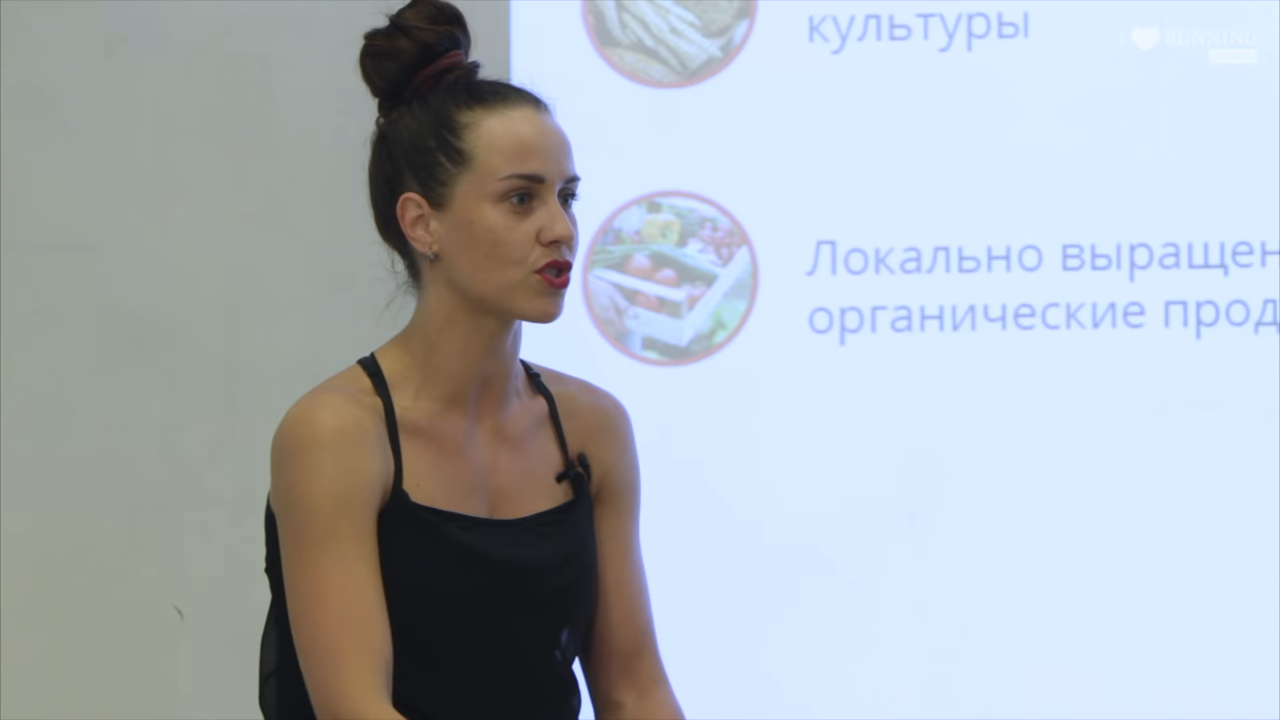 культуры
I RUNNING
Локально выращен
органические прод